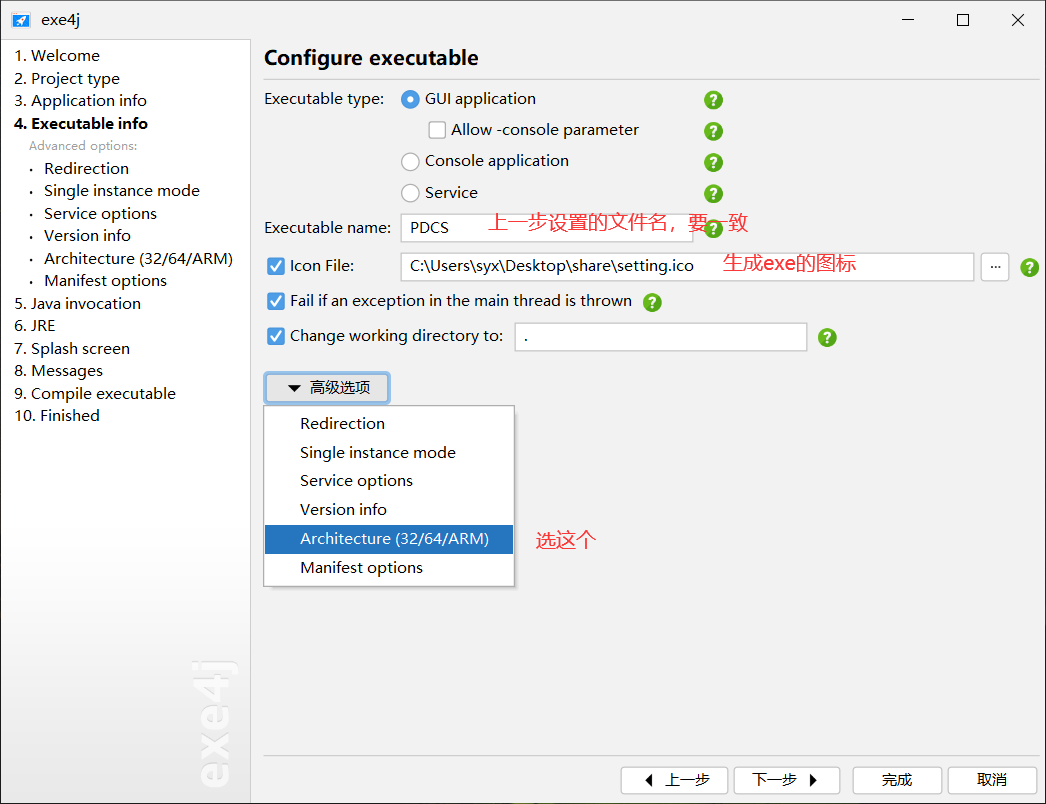 exe4j
1. Welcome
2. Project type
3. Application info
4. Executable info
Advanced options:
· Redirection
· Single instance mode
· Service options
· Version info
· Architecture (32/64/ARM)
· Manifest options
5. Java invocation
6. JRE
7. Splash screen
8. Messages
9. Compile executable
10. Finished
exe4j
Configure executable
Executable type: GUI application ?
Allow -console parameter ?
Console application ?
Service ?
Executable name: PDCS 上一步设置的文件名，要一致 ?
Icon File: C:\Users\syx\Desktop\share\setting.ico 生成exe的图标 ... ?
Fail if an exception in the main thread is thrown ?
Change working directory to: . ?
高级选项
Redirection
Single instance mode
Service options
Version info
Architecture (32/64/ARM) 选这个
Manifest options
上一步 下一步 完成 取消